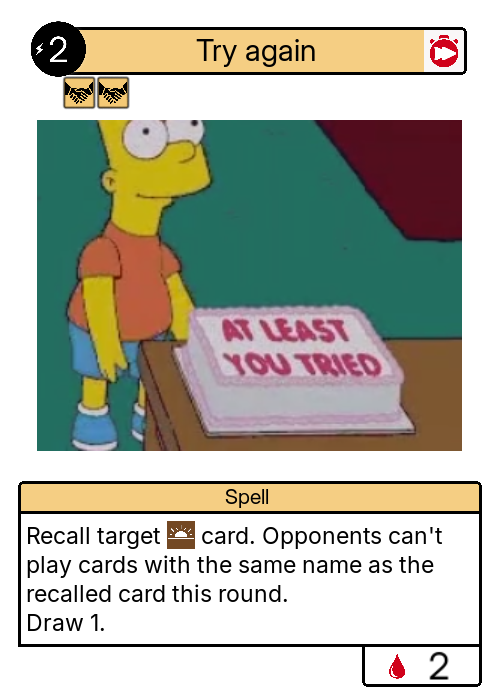 2
Try again
AT LEAST
YOU TRIED
Spell
Recall target card. Opponents can't
play cards with the same name as the
recalled card this round.
Draw 1.
2